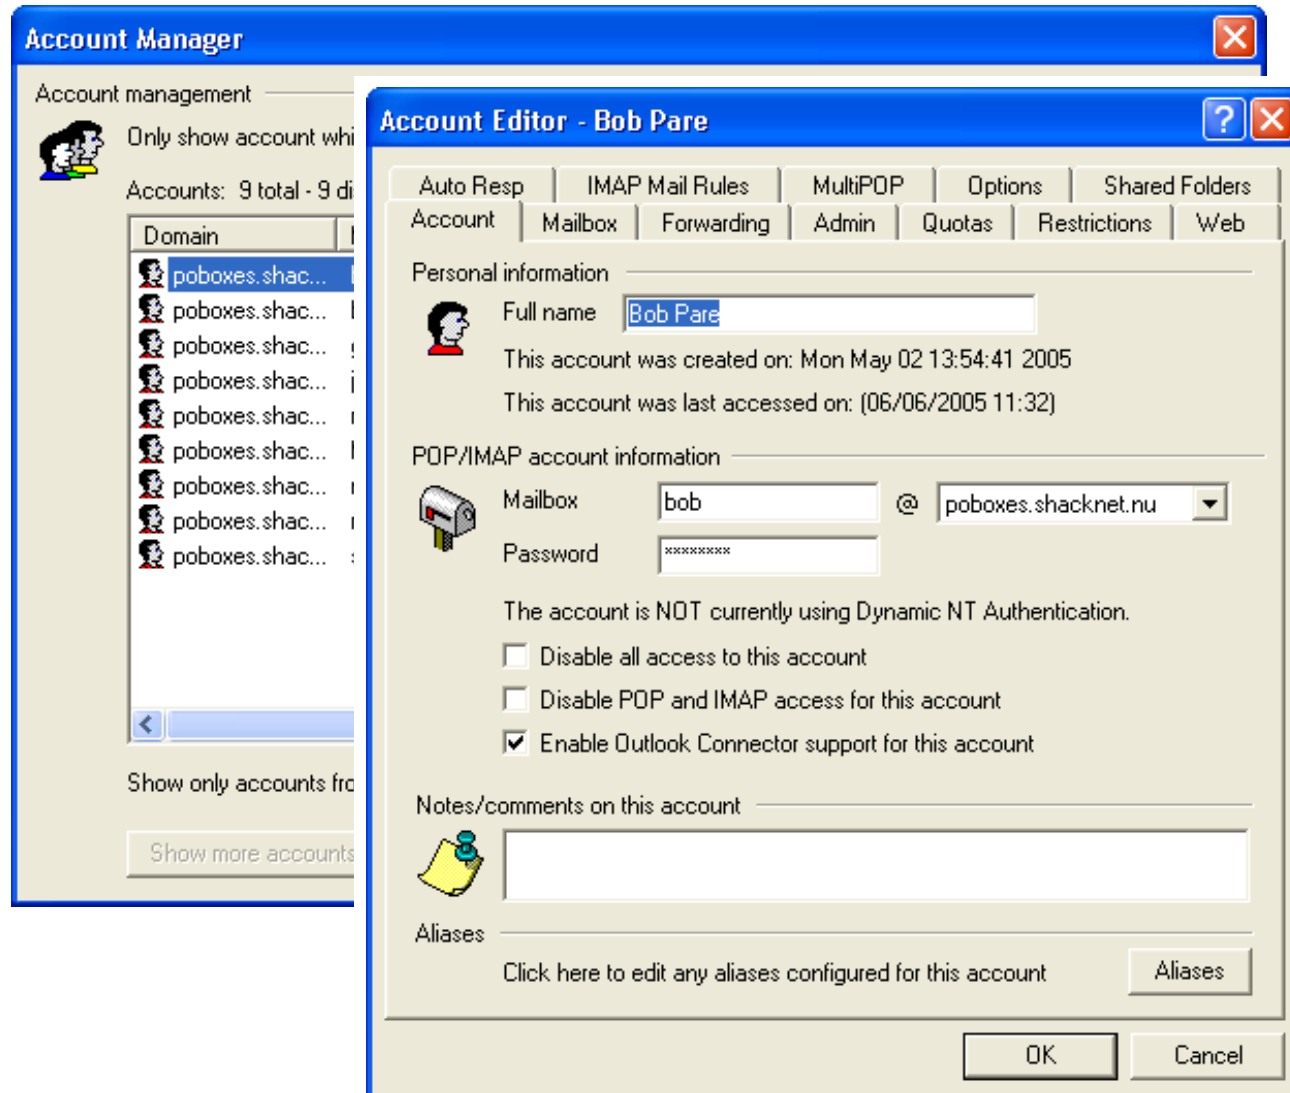 Account Manager
Account management
Only show account whi
Accounts: 9 total - 9 di
Domain
poboxes.shac...
poboxes.shac...
poboxes.shac...
poboxes.shac...
poboxes.shac...
poboxes.shac...
poboxes.shac...
poboxes.shac...
poboxes.shac...
Show only accounts fro
Show more accounts
Account Editor - Bob Pare
Auto Resp IMAP Mail Rules MultiPOP Options Shared Folders
Account Mailbox Forwarding Admin Quotas Restrictions Web
Personal information
Full name Bob Pare
This account was created on: Mon May 02 13:54:41 2005
This account was last accessed on: (06/06/2005 11:32)
POP/IMAP account information
Mailbox bob @ poboxes.shacknet.nu
Password ********
The account is NOT currently using Dynamic NT Authentication.
Disable all access to this account
Disable POP and IMAP access for this account
Enable Outlook Connector support for this account
Notes/comments on this account
Aliases
Click here to edit any aliases configured for this account Aliases
OK Cancel